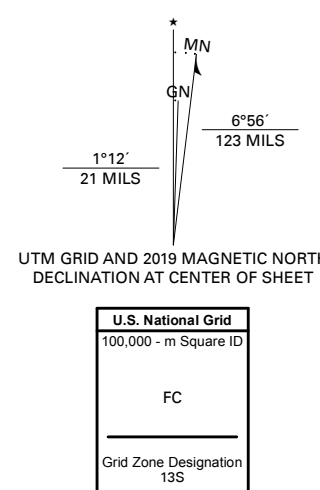 ★
MN
GN
6°56´
123 MILS
1°12´
21 MILS
UTM GRID AND 2019 MAGNETIC NORTH
DECLINATION AT CENTER OF SHEET
U.S. National Grid
100,000 - m Square ID
FC
Grid Zone Designation
13S